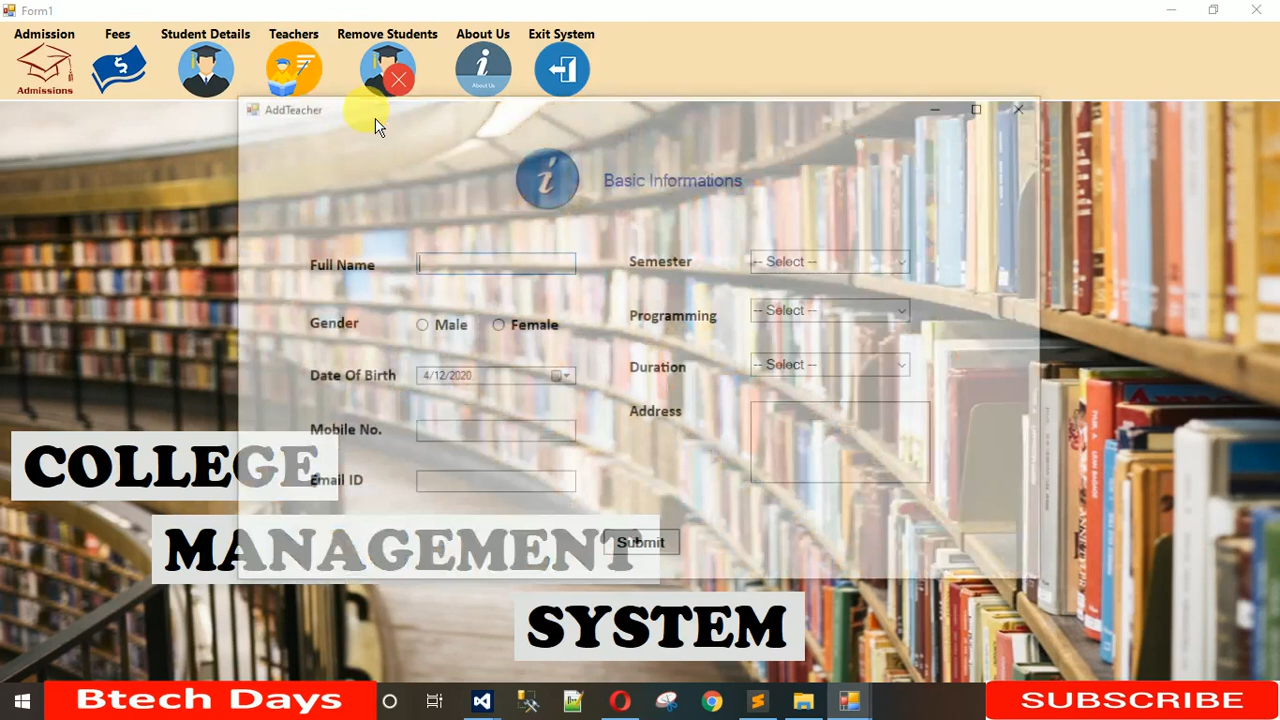 Form1
Admission Fees Student Details Teachers Remove Students About Us Exit System
Admissions
About Us
AddTeacher
Basic Informations
Full Name
Semester -- Select --
Gender Male Female
Programming -- Select --
Date Of Birth 4/12/2020
Duration -- Select --
Mobile No.
Address
Email ID
Submit
COLLEGE
MANAGEMENT
SYSTEM
Btech Days
SUBSCRIBE